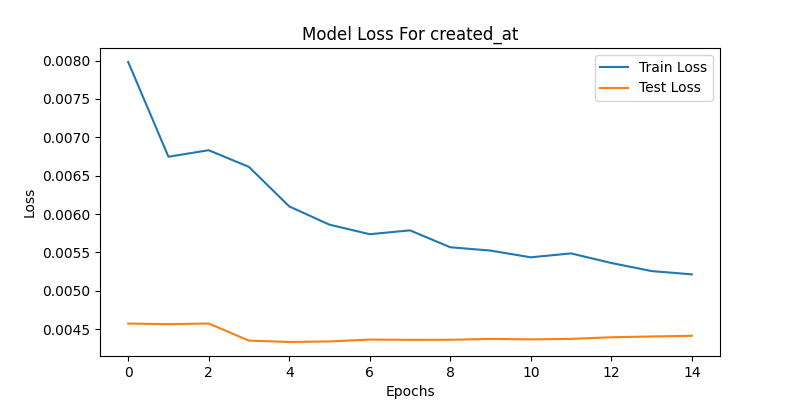 Model Loss For created_at
Train Loss
Test Loss
0.0080
0.0075
0.0070
0.0065
0.0060
0.0055
0.0050
0.0045
Loss
0 2 4 6 8 10 12 14
Epochs